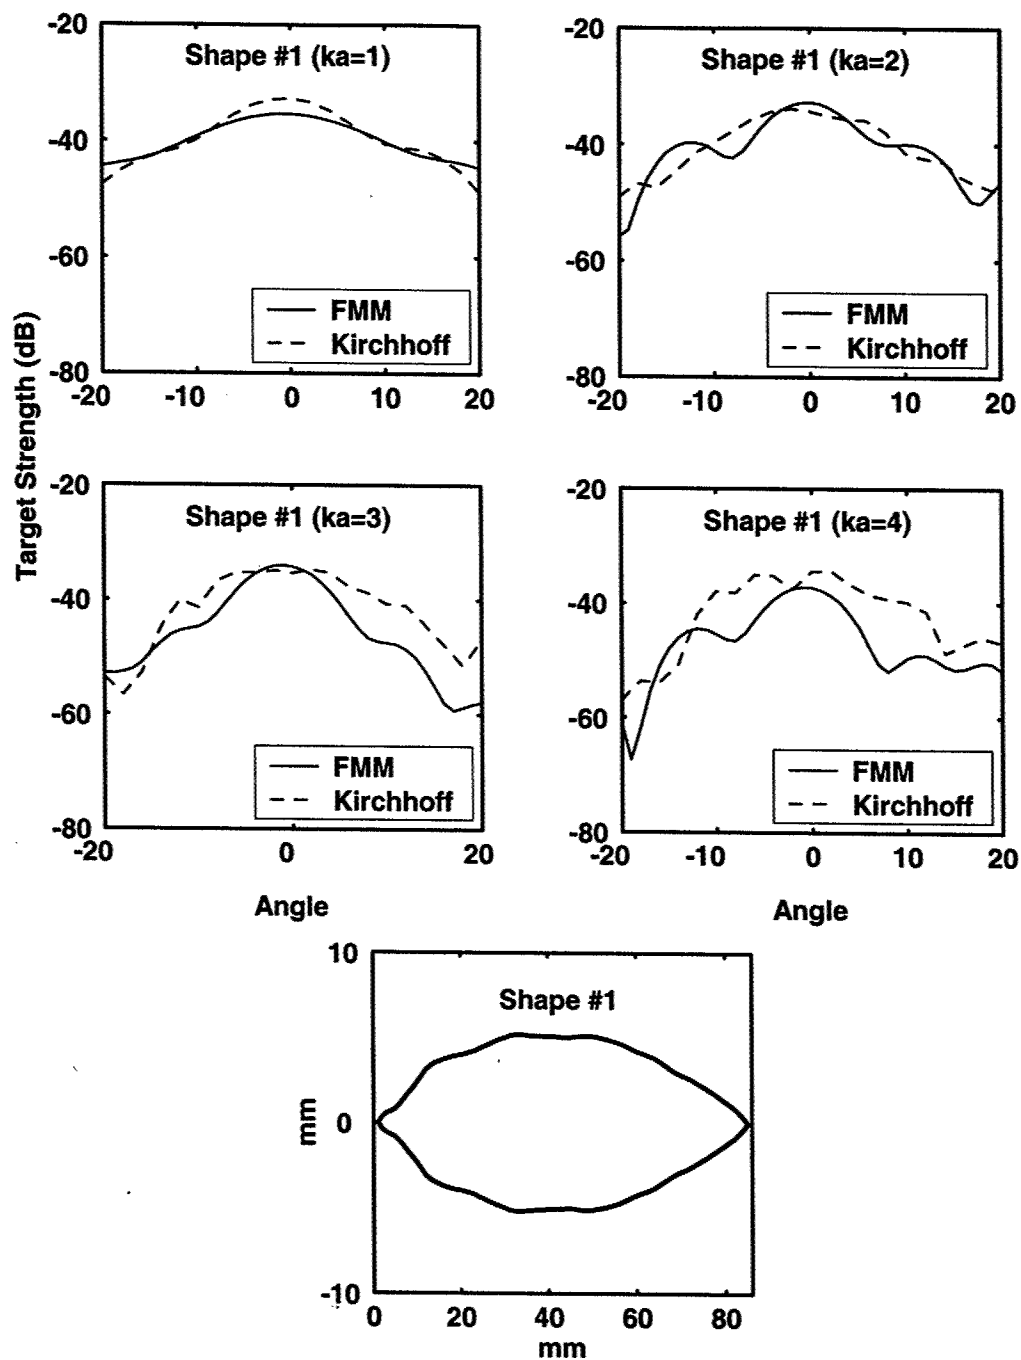 Target Strength (dB)
-20
-40
-60
-80
Shape #1 (ka=1)
FMM
Kirchhoff
-20 -10 0 10 20
-20
-40
-60
-80
Shape #1 (ka=2)
FMM
Kirchhoff
-20 -10 0 10 20
-20
-40
-60
-80
Shape #1 (ka=3)
FMM
Kirchhoff
-20 0 20
Angle
-20
-40
-60
-80
Shape #1 (ka=4)
FMM
Kirchhoff
-20 -10 0 10 20
Angle
10
0
-10
mm
Shape #1
0 20 40 60 80
mm